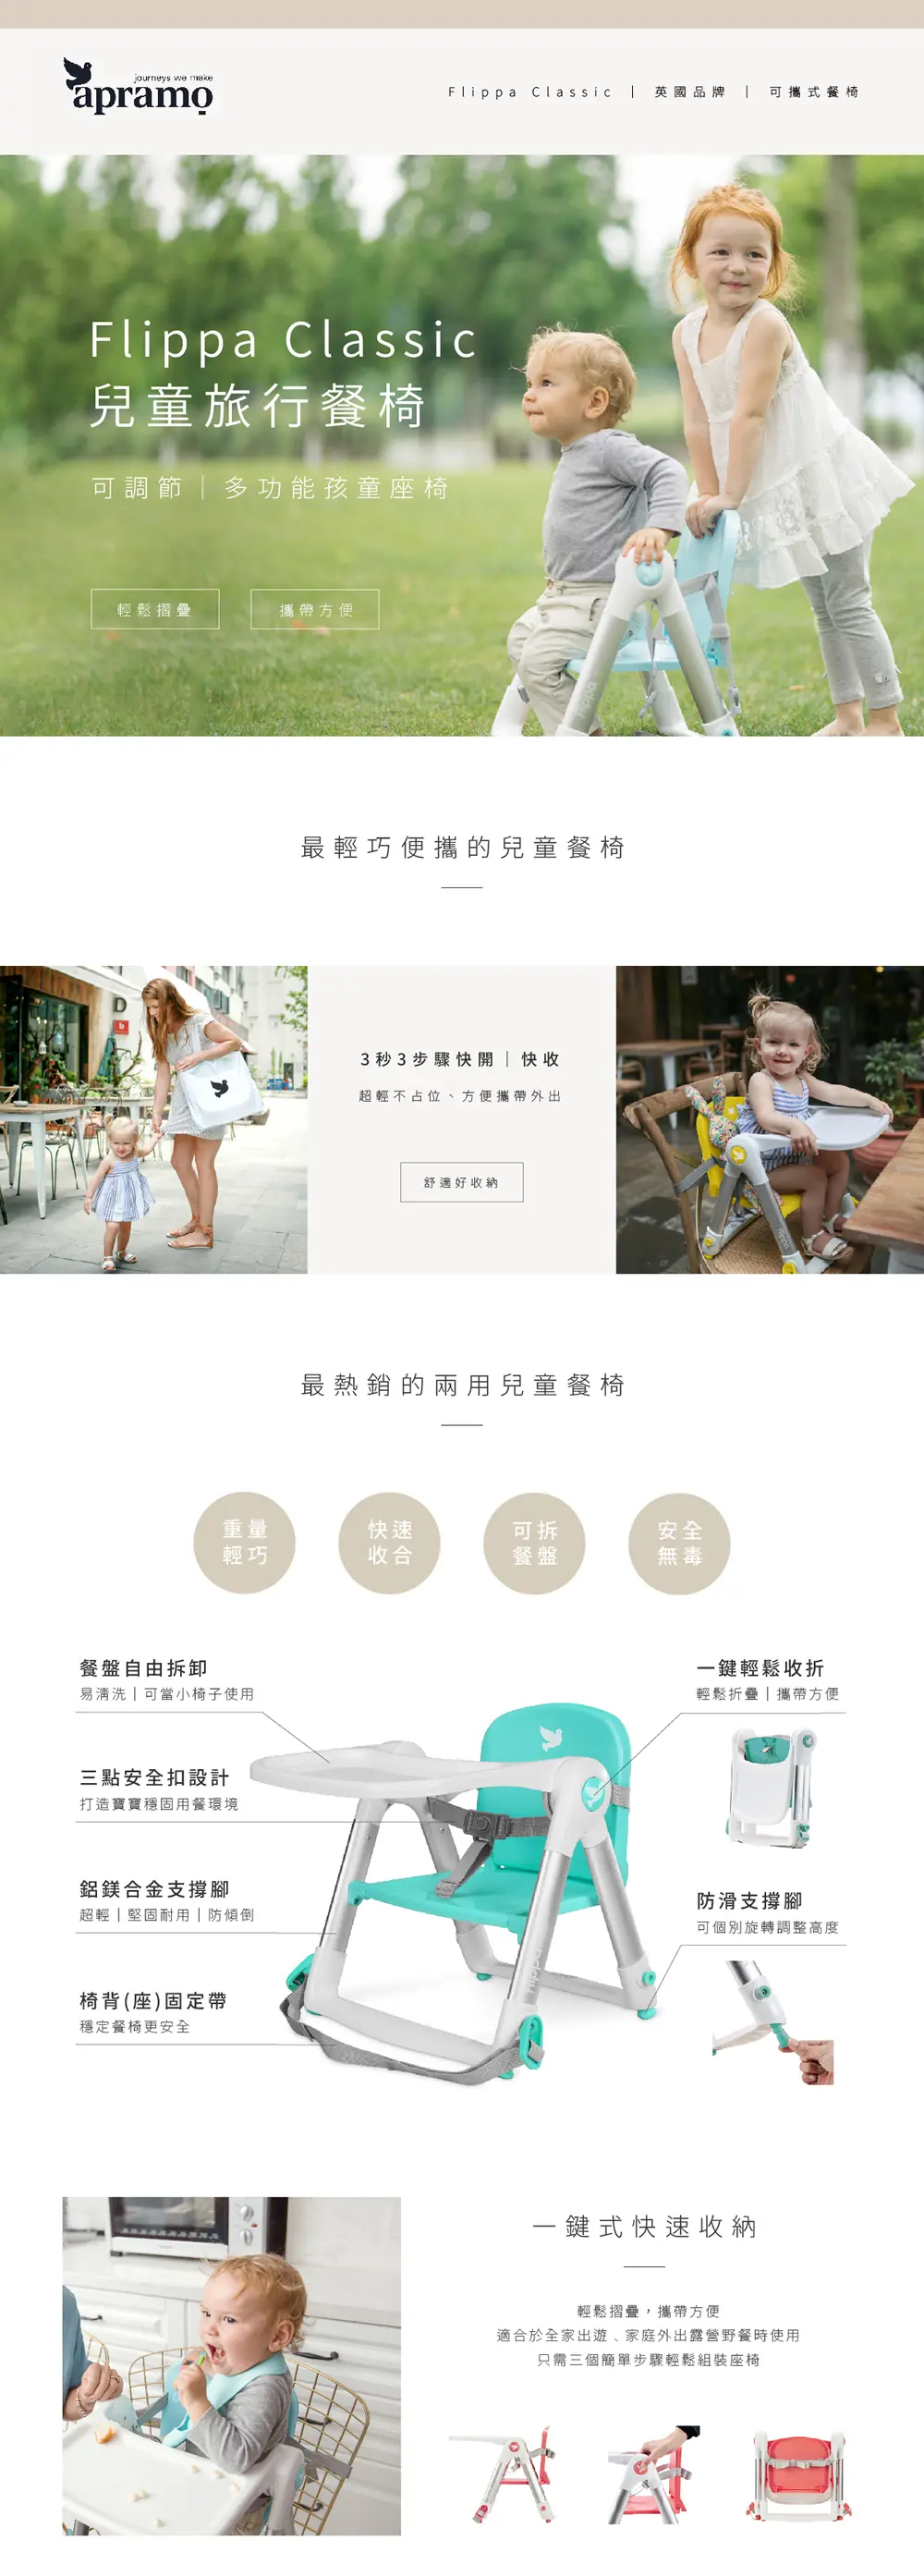 journeys we make
apramo
Flippa Classic | 英國品牌 | 可攜式餐椅
Flippa Classic
兒童旅行餐椅
可調節｜多功能孩童座椅
輕鬆摺疊
攜帶方便
最輕巧便攜的兒童餐椅
3秒3步驟快開｜快收
超輕不占位、方便攜帶外出
舒適好收納
最熱銷的兩用兒童餐椅
重量
輕巧
快速
收合
可拆
餐盤
安全
無毒
餐盤自由拆卸
易清洗｜可當小椅子使用
三點安全扣設計
打造寶寶穩固用餐環境
鋁鎂合金支撐腳
超輕｜堅固耐用｜防傾倒
椅背(座)固定帶
穩定餐椅更安全
一鍵輕鬆收折
輕鬆折疊｜攜帶方便
防滑支撐腳
可個別旋轉調整高度
flippa
一鍵式快速收納
輕鬆摺疊，攜帶方便
適合於全家出遊、家庭外出露營野餐時使用
只需三個簡單步驟輕鬆組裝座椅